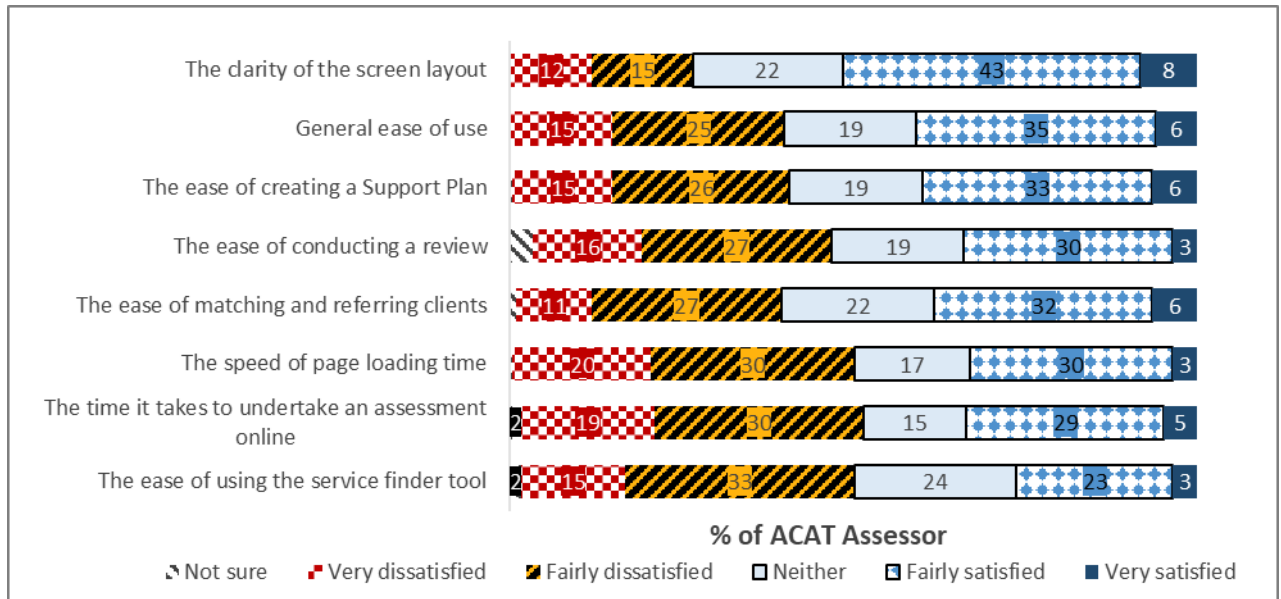 The clarity of the screen layout 12 15 22 43 8
General ease of use 15 25 19 35 6
The ease of creating a Support Plan 15 26 19 33 6
The ease of conducting a review 16 27 19 30 3
The ease of matching and referring clients 11 27 22 32 6
The speed of page loading time 20 30 17 30 3
The time it takes to undertake an assessment
online 2 19 30 15 29 5
The ease of using the service finder tool 2 15 33 24 23 3
% of ACAT Assessor
Not sure Very dissatisfied Fairly dissatisfied Neither Fairly satisfied Very satisfied